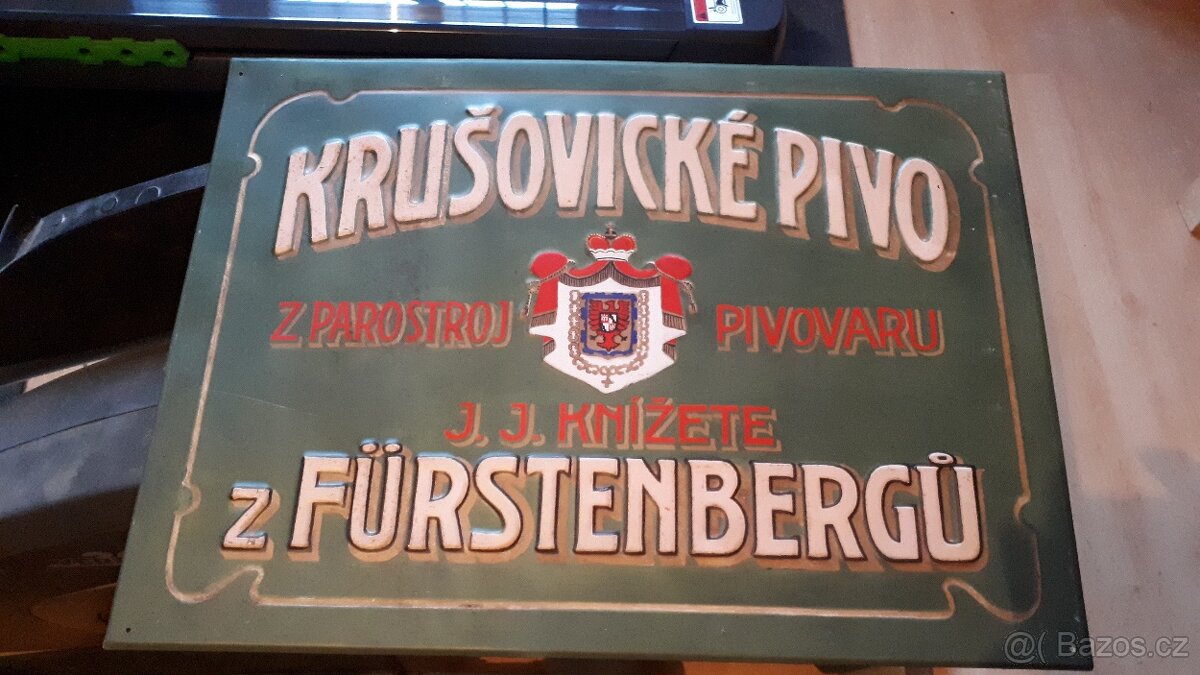 KRUŠOVICKÉ PIVO
Z PAROSTROJ PIVOVARU
J. J. KNÍŽETE
Z FÜRSTENBERGŮ
@( Bazos.cz